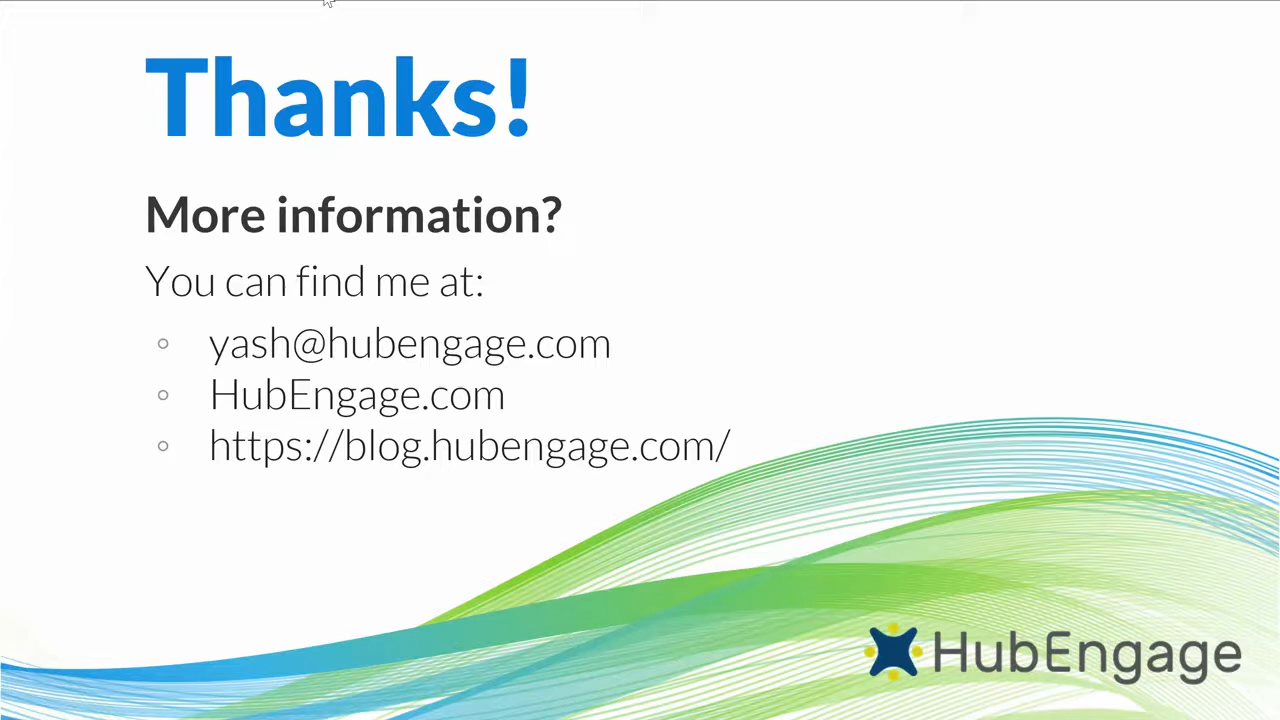 Thanks!
More information?
You can find me at:
yash@hubengage.com
HubEngage.com
https://blog.hubengage.com/
HubEngage